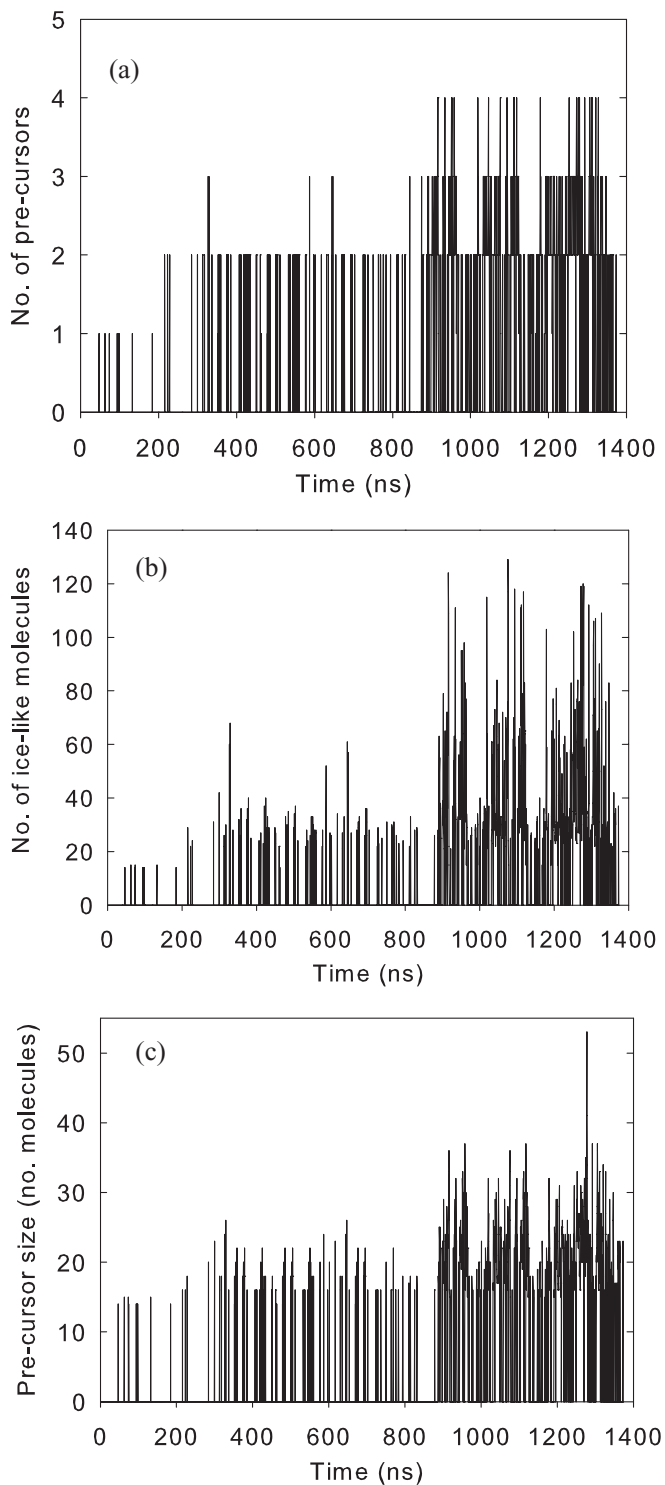 (a)
No. of pre-cursors
5
4
3
2
1
0
0 200 400 600 800 1000 1200 1400
Time (ns)
(b)
No. of ice-like molecules
140
120
100
80
60
40
20
0
0 200 400 600 800 1000 1200 1400
Time (ns)
(c)
Pre-cursor size (no. molecules)
50
40
30
20
10
0
0 200 400 600 800 1000 1200 1400
Time (ns)